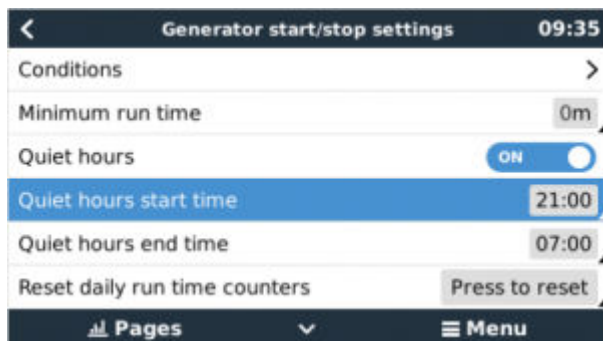 Generator start/stop settings 09:35
Conditions
Minimum run time 0m
Quiet hours ON
Quiet hours start time 21:00
Quiet hours end time 07:00
Reset daily run time counters Press to reset
Pages Menu